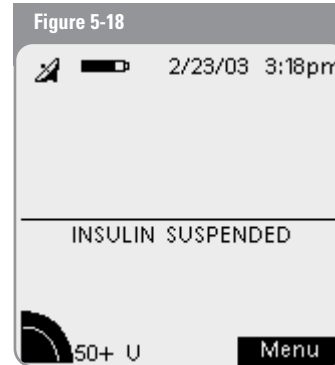 Figure 5-18
2/23/03 3:18pm
INSULIN SUSPENDED
50+ U
Menu